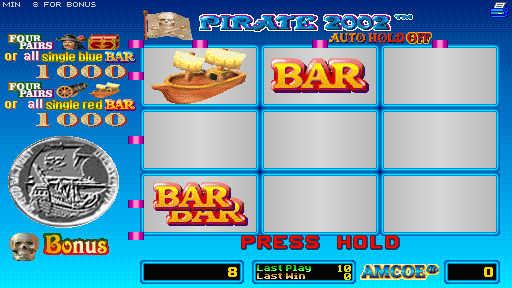 MIN 8 FOR BONUS
PIRATE 2002™
AUTO HOLD OFF
FOUR PAIRS
or all single blue BAR
1000
FOUR PAIRS
or all single red BAR
1000
BAR
BAR
BAR
Bonus
PRESS HOLD
8
Last Play 10
Last Win 0
AMCOE
0